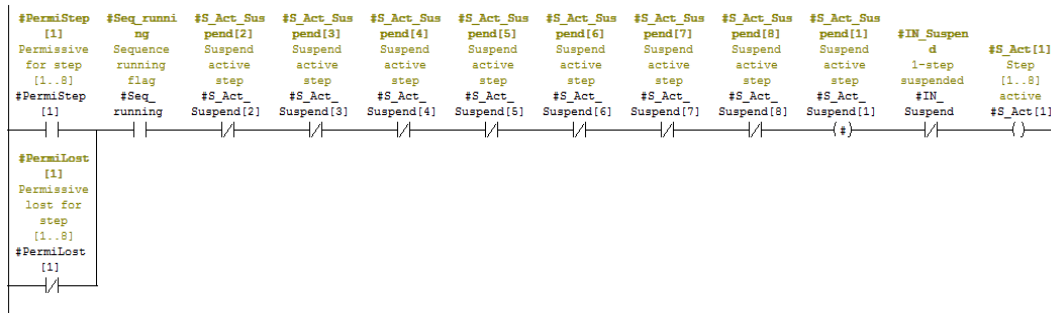 #PermiStep
[1]
Permissive
for step
[1..8]
#PermiStep
[1]
#Seq_runni
ng
Sequence
running
flag
#Seq_
running
#S_Act_Sus
pend[2]
Suspend
active
step
#S_Act_
Suspend[2]
#S_Act_Sus
pend[3]
Suspend
active
step
#S_Act_
Suspend[3]
#S_Act_Sus
pend[4]
Suspend
active
step
#S_Act_
Suspend[4]
#S_Act_Sus
pend[5]
Suspend
active
step
#S_Act_
Suspend[5]
#S_Act_Sus
pend[6]
Suspend
active
step
#S_Act_
Suspend[6]
#S_Act_Sus
pend[7]
Suspend
active
step
#S_Act_
Suspend[7]
#S_Act_Sus
pend[8]
Suspend
active
step
#S_Act_
Suspend[8]
#S_Act_Sus
pend[1]
Suspend
active
step
#S_Act_
Suspend[1]
#
#IN_Suspen
d
1-step
suspended
#IN_
Suspend
#S_Act[1]
Step
[1..8]
active
#S_Act[1]
#PermiLost
[1]
Permissive
lost for
step
[1..8]
#PermiLost
[1]